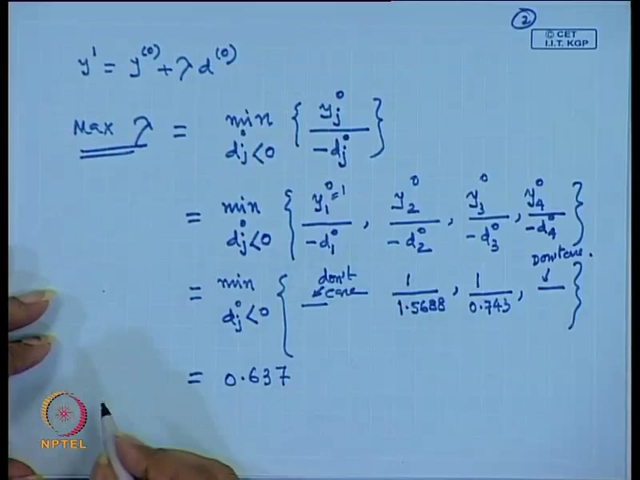 ②
© CET
I.I.T. KGP
y¹ = y⁽⁰⁾ + λ d⁽⁰⁾
Max λ = min { yⱼ⁰ / -dⱼ⁰ }
dⱼ⁰ < 0
= min { y₁⁰=1 / -d₁⁰ , y₂⁰ / -d₂⁰ , y₃⁰ / -d₃⁰ , y₄⁰ / -d₄⁰ }
dⱼ⁰ < 0
don't care
Don't care.
= min { — , 1 / 1.5688 , 1 / 0.743 , — }
dⱼ⁰ < 0
= 0.637
NPTEL